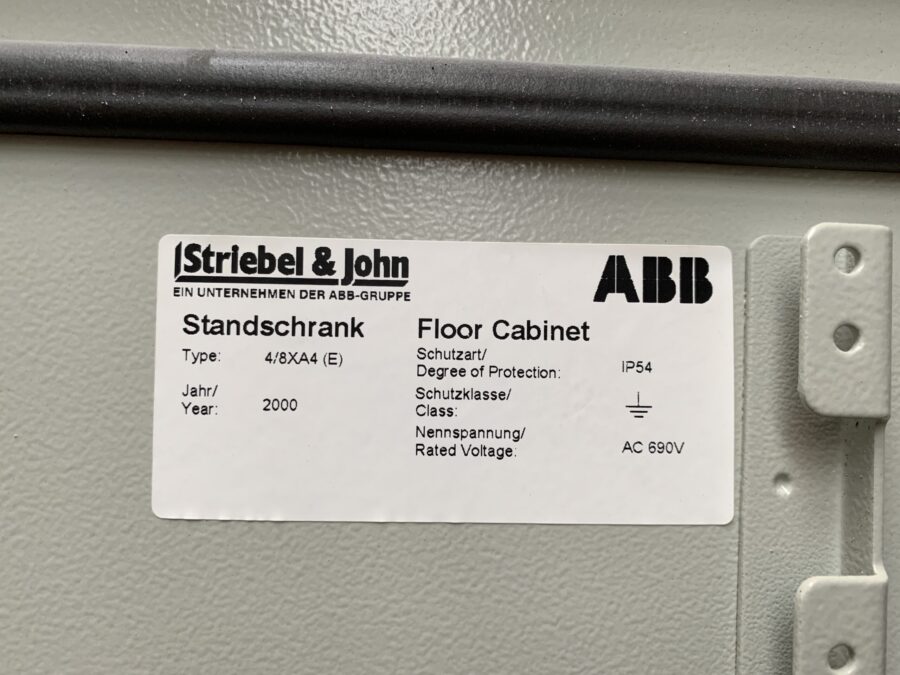 Striebel & John
EIN UNTERNEHMEN DER ABB-GRUPPE
ABB
Standschrank
Type: 4/8XA4 (E)
Jahr/
Year: 2000
Floor Cabinet
Schutzart/
Degree of Protection: IP54
Schutzklasse/
Class:
Nennspannung/
Rated Voltage: AC 690V